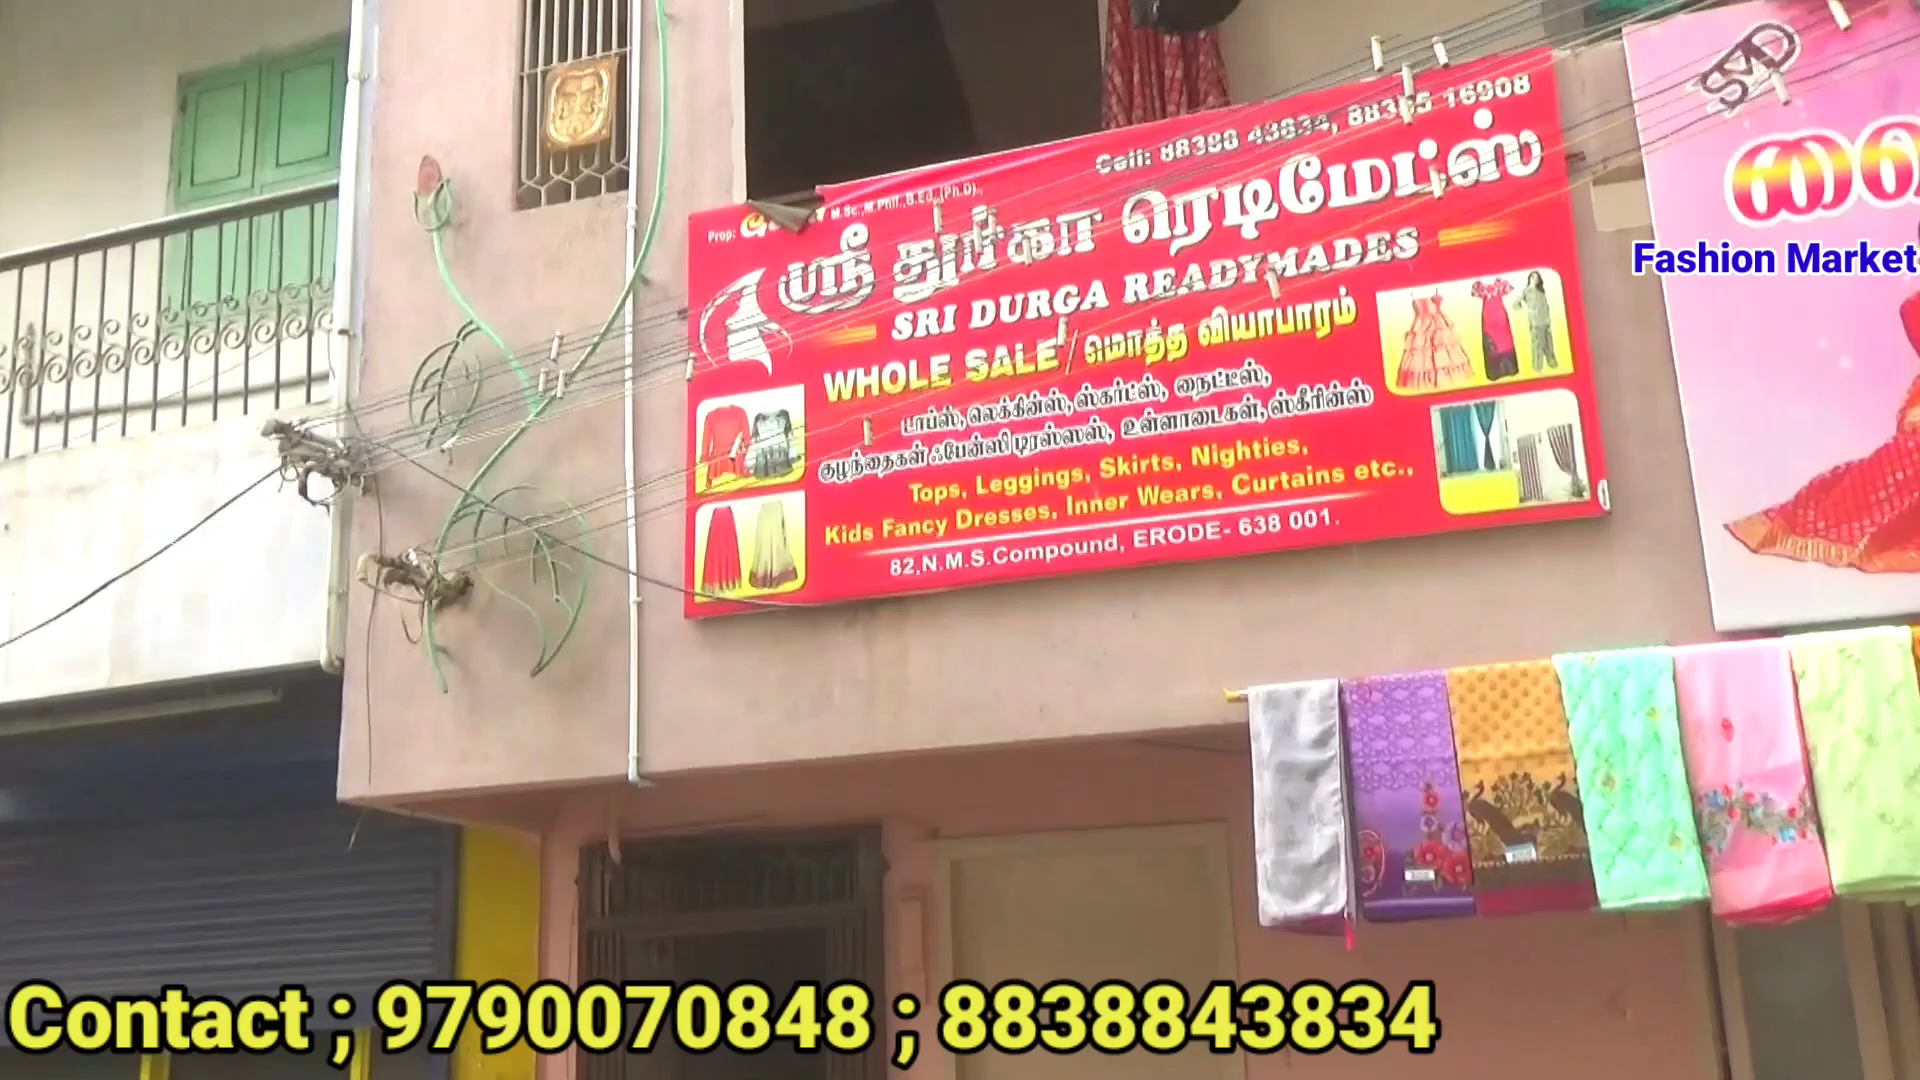 Cell: 88388 43834, 88385 16908
Prop: M.Sc.,M.Phil.,B.Ed.,(Ph.D).,
ஸ்ரீ துர்கா ரெடிமேட்ஸ்
SRI DURGA READYMADES
WHOLE SALE / மொத்த வியாபாரம்
டாப்ஸ், லெக்கின்ஸ், ஸ்கர்ட்ஸ், நைட்டீஸ்,
குழந்தைகள் ஃபேன்ஸி டிரஸ்ஸஸ், உள்ளாடைகள், ஸ்கீரின்ஸ்
Tops, Leggings, Skirts, Nighties,
Kids Fancy Dresses, Inner Wears, Curtains etc.,
82,N.M.S.Compound, ERODE- 638 001.
SMD
Fashion Market
Contact ; 9790070848 ; 8838843834